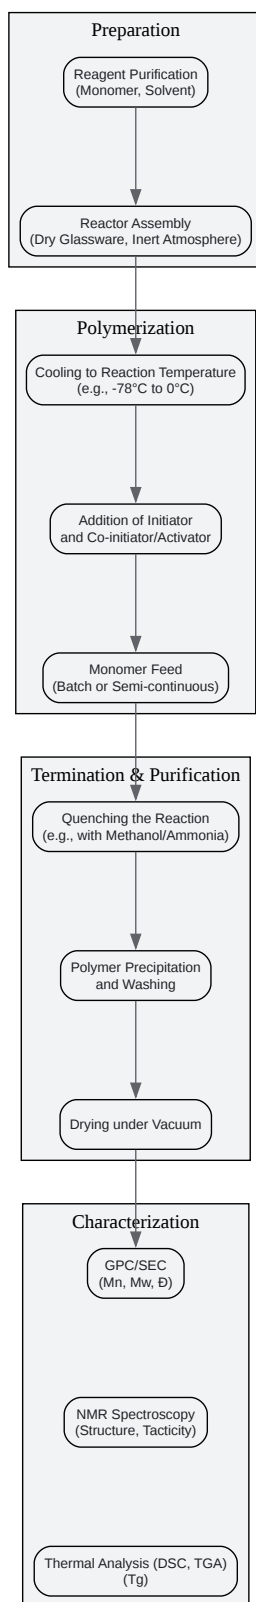 Preparation
Reagent Purification
(Monomer, Solvent)
Reactor Assembly
(Dry Glassware, Inert Atmosphere)
Polymerization
Cooling to Reaction Temperature
(e.g., -78°C to 0°C)
Addition of Initiator
and Co-initiator/Activator
Monomer Feed
(Batch or Semi-continuous)
Termination & Purification
Quenching the Reaction
(e.g., with Methanol/Ammonia)
Polymer Precipitation
and Washing
Drying under Vacuum
Characterization
GPC/SEC
(Mn, Mw, Đ)
NMR Spectroscopy
(Structure, Tacticity)
Thermal Analysis (DSC, TGA)
(Tg)